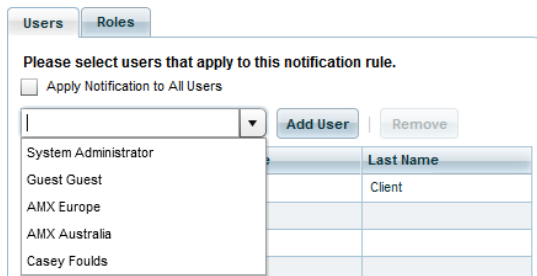 Users Roles
Please select users that apply to this notification rule.
Apply Notification to All Users
Add User | Remove
Last Name
System Administrator
Client
Guest Guest
AMX Europe
AMX Australia
Casey Foulds